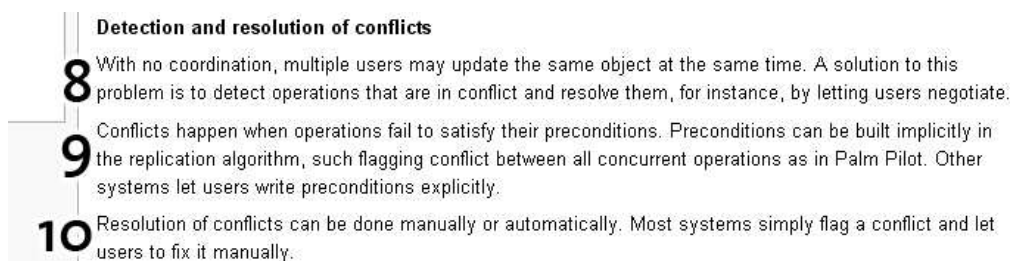 Detection and resolution of conflicts
8 With no coordination, multiple users may update the same object at the same time. A solution to this
problem is to detect operations that are in conflict and resolve them, for instance, by letting users negotiate.
9 Conflicts happen when operations fail to satisfy their preconditions. Preconditions can be built implicitly in
the replication algorithm, such flagging conflict between all concurrent operations as in Palm Pilot. Other
systems let users write preconditions explicitly.
10 Resolution of conflicts can be done manually or automatically. Most systems simply flag a conflict and let
users to fix it manually.